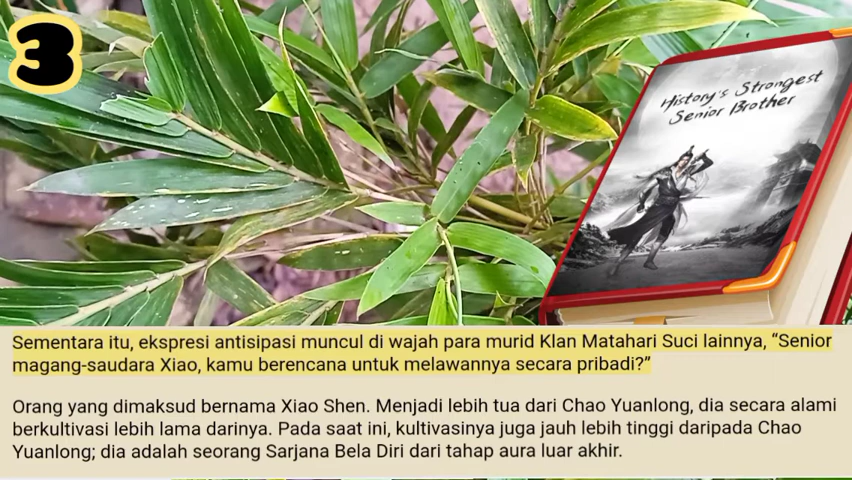 3
History's Strongest
Senior Brother
Sementara itu, ekspresi antisipasi muncul di wajah para murid Klan Matahari Suci lainnya, “Senior
magang-saudara Xiao, kamu berencana untuk melawannya secara pribadi?”
Orang yang dimaksud bernama Xiao Shen. Menjadi lebih tua dari Chao Yuanlong, dia secara alami
berkultivasi lebih lama darinya. Pada saat ini, kultivasinya juga jauh lebih tinggi daripada Chao
Yuanlong; dia adalah seorang Sarjana Bela Diri dari tahap aura luar akhir.